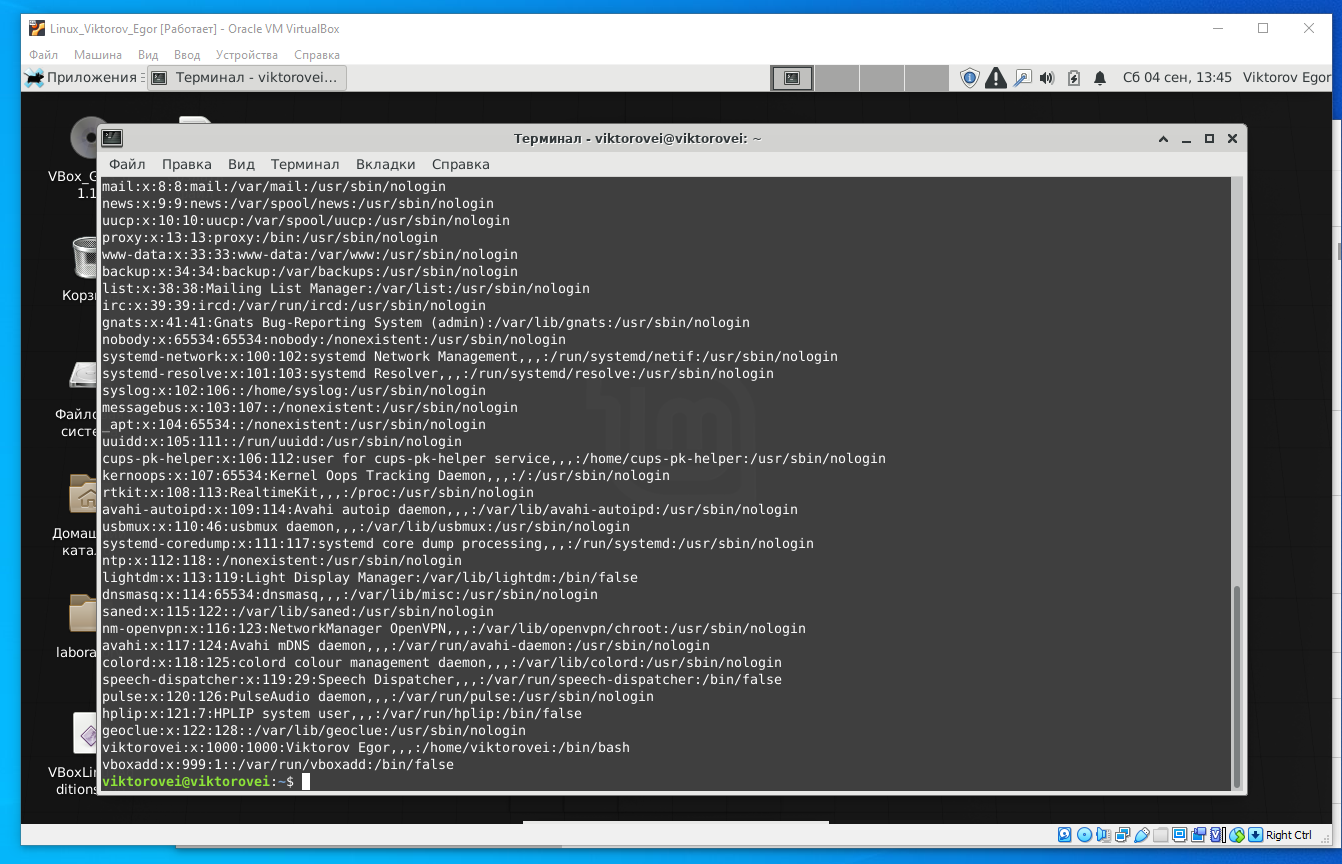 Linux_Viktorov_Egor [Работает] - Oracle VM VirtualBox
Файл Машина Вид Ввод Устройства Справка
Приложения Терминал - viktorovei... Сб 04 сен, 13:45 Viktorov Egor
Терминал - viktorovei@viktorovei: ~
Файл Правка Вид Терминал Вкладки Справка
mail:x:8:8:mail:/var/mail:/usr/sbin/nologin
news:x:9:9:news:/var/spool/news:/usr/sbin/nologin
uucp:x:10:10:uucp:/var/spool/uucp:/usr/sbin/nologin
proxy:x:13:13:proxy:/bin:/usr/sbin/nologin
www-data:x:33:33:www-data:/var/www:/usr/sbin/nologin
backup:x:34:34:backup:/var/backups:/usr/sbin/nologin
list:x:38:38:Mailing List Manager:/var/list:/usr/sbin/nologin
irc:x:39:39:ircd:/var/run/ircd:/usr/sbin/nologin
gnats:x:41:41:Gnats Bug-Reporting System (admin):/var/lib/gnats:/usr/sbin/nologin
nobody:x:65534:65534:nobody:/nonexistent:/usr/sbin/nologin
systemd-network:x:100:102:systemd Network Management,,,:/run/systemd/netif:/usr/sbin/nologin
systemd-resolve:x:101:103:systemd Resolver,,,:/run/systemd/resolve:/usr/sbin/nologin
syslog:x:102:106::/home/syslog:/usr/sbin/nologin
messagebus:x:103:107::/nonexistent:/usr/sbin/nologin
_apt:x:104:65534::/nonexistent:/usr/sbin/nologin
uuidd:x:105:111::/run/uuidd:/usr/sbin/nologin
cups-pk-helper:x:106:112:user for cups-pk-helper service,,,:/home/cups-pk-helper:/usr/sbin/nologin
kernoops:x:107:65534:Kernel Oops Tracking Daemon,,,:/:/usr/sbin/nologin
rtkit:x:108:113:RealtimeKit,,,:/proc:/usr/sbin/nologin
avahi-autoipd:x:109:114:Avahi autoip daemon,,,:/var/lib/avahi-autoipd:/usr/sbin/nologin
usbmux:x:110:46:usbmux daemon,,,:/var/lib/usbmux:/usr/sbin/nologin
systemd-coredump:x:111:117:systemd core dump processing,,,:/run/systemd:/usr/sbin/nologin
ntp:x:112:118::/nonexistent:/usr/sbin/nologin
lightdm:x:113:119:Light Display Manager:/var/lib/lightdm:/bin/false
dnsmasq:x:114:65534:dnsmasq,,,:/var/lib/misc:/usr/sbin/nologin
saned:x:115:122::/var/lib/saned:/usr/sbin/nologin
nm-openvpn:x:116:123:NetworkManager OpenVPN,,,:/var/lib/openvpn/chroot:/usr/sbin/nologin
avahi:x:117:124:Avahi mDNS daemon,,,:/var/run/avahi-daemon:/usr/sbin/nologin
colord:x:118:125:colord colour management daemon,,,:/var/lib/colord:/usr/sbin/nologin
speech-dispatcher:x:119:29:Speech Dispatcher,,,:/var/run/speech-dispatcher:/bin/false
pulse:x:120:126:PulseAudio daemon,,,:/var/run/pulse:/usr/sbin/nologin
hplip:x:121:7:HPLIP system user,,,:/var/run/hplip:/bin/false
geoclue:x:122:128::/var/lib/geoclue:/usr/sbin/nologin
viktorovei:x:1000:1000:Viktorov Egor,,,:/home/viktorovei:/bin/bash
vboxadd:x:999:1::/var/run/vboxadd:/bin/false
viktorovei@viktorovei:~$
VBox_G
1.1
Корз
Файло
систе
Домаш
ката
labora
VBoxLi
ditions
Right Ctrl